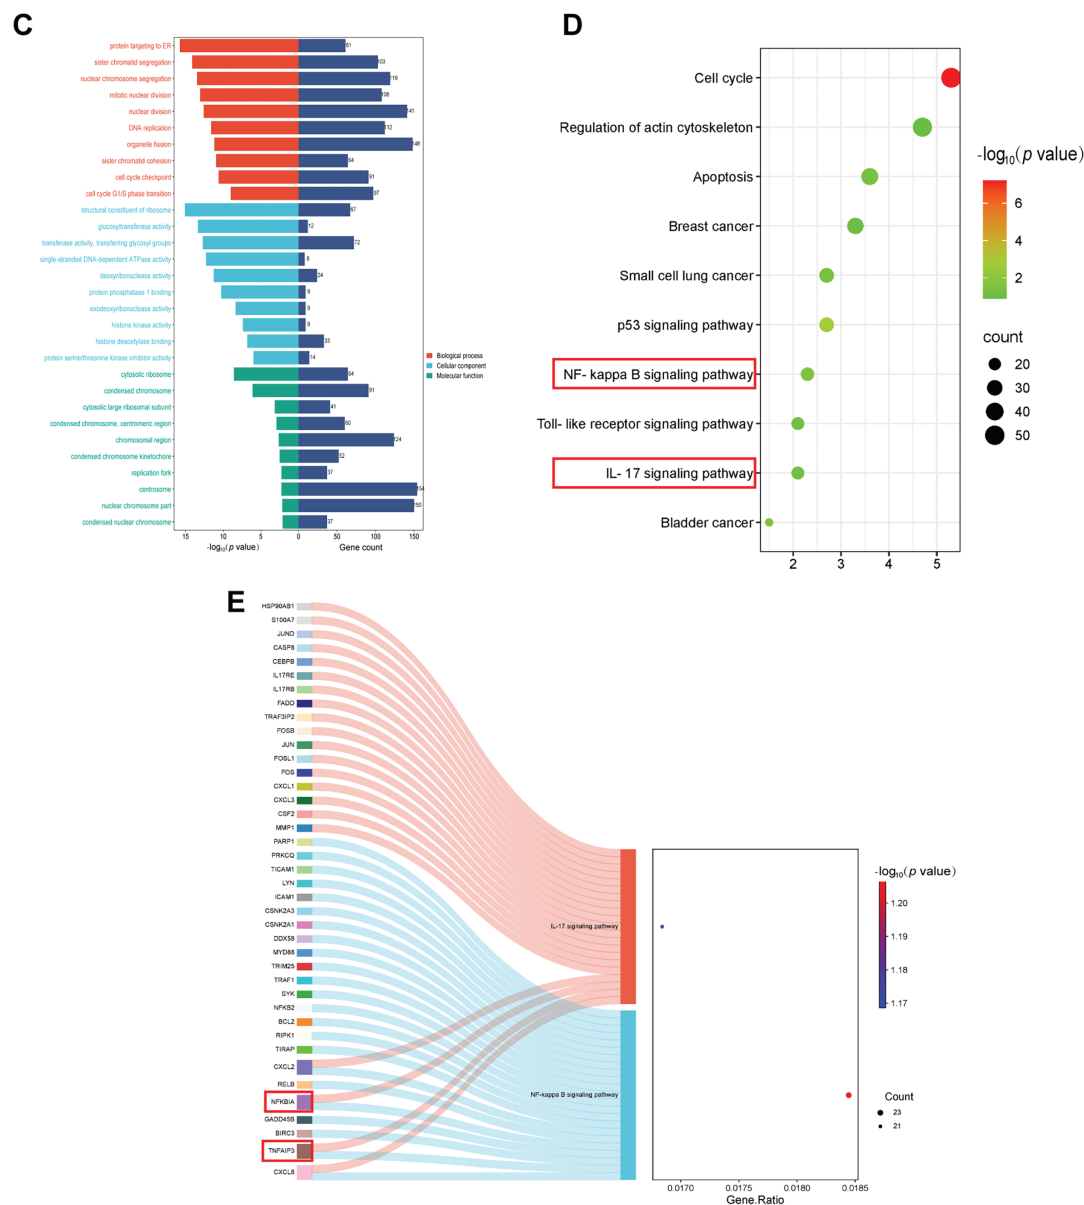 C
protein targeting to ER 61
sister chromatid segregation 103
nuclear chromosome segregation 119
mitotic nuclear division 108
nuclear division 141
DNA replication 112
organelle fission 148
sister chromatid cohesion 64
cell cycle checkpoint 91
cell cycle G1/S phase transition 97
structural constituent of ribosome 67
glucosyltransferase activity 12
transferase activity, transferring glycosyl groups 72
single-stranded DNA-dependent ATPase activity 8
deoxyribonuclease activity 24
protein phosphatase 1 binding 9
exodeoxyribonuclease activity 9
histone kinase activity 9
histone deacetylase binding 33
protein serine/threonine kinase inhibitor activity 14
cytosolic ribosome 64
condensed chromosome 91
cytosolic large ribosomal subunit 41
condensed chromosome, centromeric region 60
chromosomal region 124
condensed chromosome kinetochore 52
replication fork 37
centrosome 154
nuclear chromosome part 150
condensed nuclear chromosome 37
15 10 5 0 50 100 150
-log10(p value) Gene count
Biological process
Cellular component
Molecular function
D
Cell cycle
Regulation of actin cytoskeleton
Apoptosis
Breast cancer
Small cell lung cancer
p53 signaling pathway
NF- kappa B signaling pathway
Toll- like receptor signaling pathway
IL- 17 signaling pathway
Bladder cancer
2 3 4 5
-log10(p value)
6
4
2
count
20
30
40
50
E
HSP90AB1
S100A7
JUND
CASP8
CEBPB
IL17RE
IL17RB
FADD
TRAF3IP2
FOSB
JUN
FOSL1
FOS
CXCL1
CXCL3
CSF2
MMP1
PARP1
PRKCQ
TICAM1
LYN
ICAM1
CSNK2A3
CSNK2A1
DDX58
MYD88
TRIM25
TRAF1
SYK
NFKB2
BCL2
RIPK1
TIRAP
CXCL2
RELB
NFKBIA
GADD45B
BIRC3
TNFAIP3
CXCL8
IL-17 signaling pathway
NF-kappa B signaling pathway
0.0170 0.0175 0.0180 0.0185
Gene.Ratio
-log10(p value)
1.20
1.19
1.18
1.17
Count
23
21